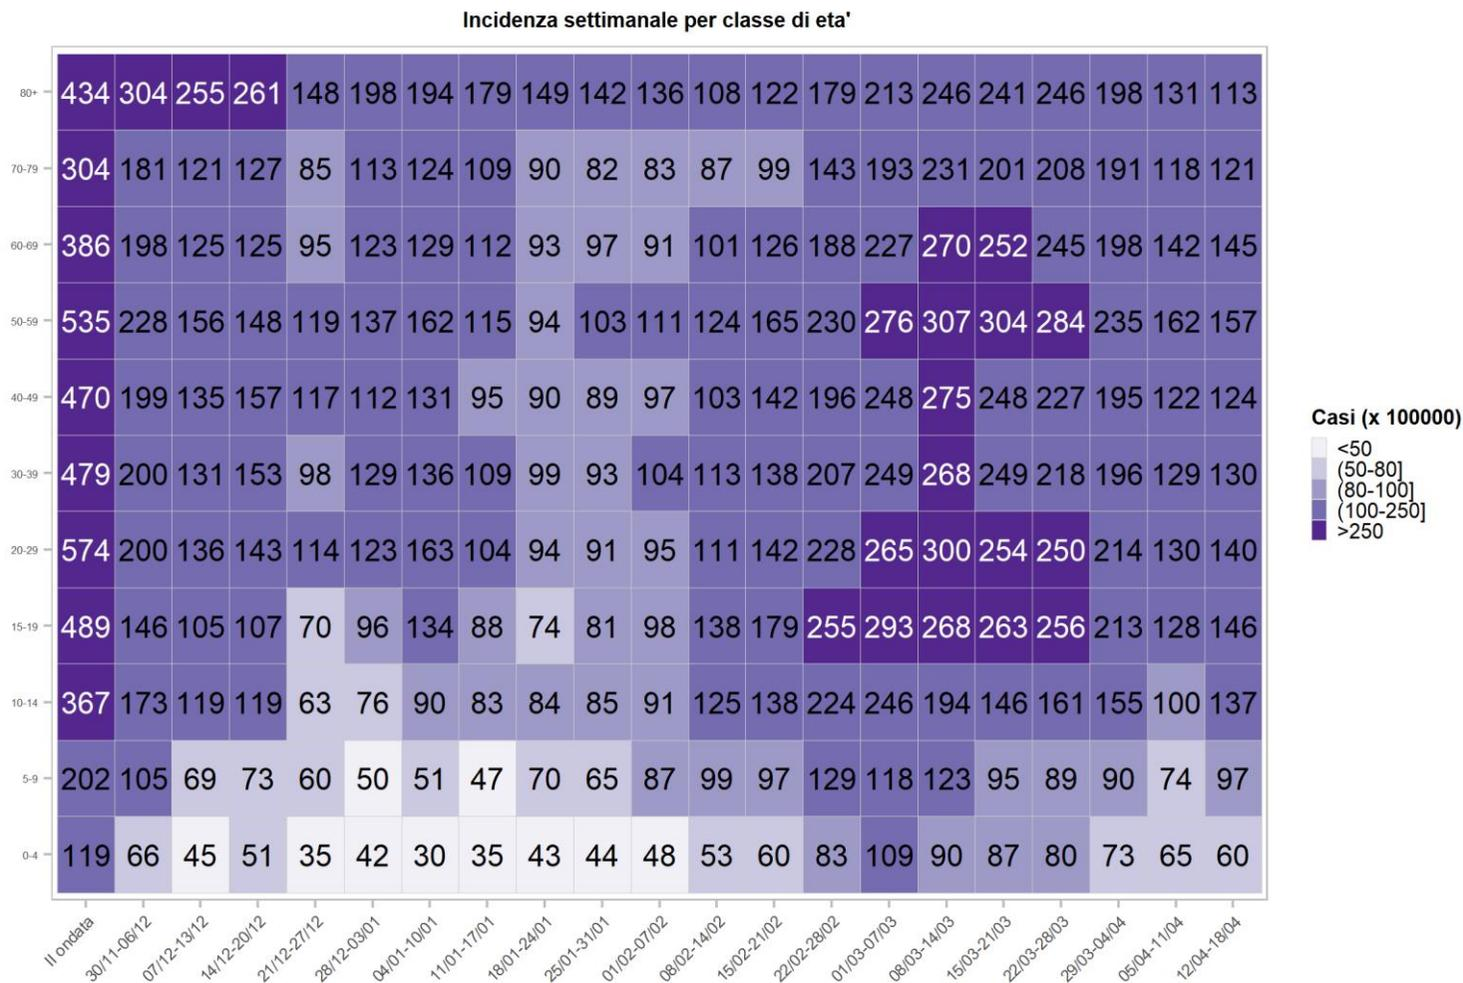 Incidenza settimanale per classe di eta'
80+ 434 304 255 261 148 198 194 179 149 142 136 108 122 179 213 246 241 246 198 131 113
70-79 304 181 121 127 85 113 124 109 90 82 83 87 99 143 193 231 201 208 191 118 121
60-69 386 198 125 125 95 123 129 112 93 97 91 101 126 188 227 270 252 245 198 142 145
50-59 535 228 156 148 119 137 162 115 94 103 111 124 165 230 276 307 304 284 235 162 157
40-49 470 199 135 157 117 112 131 95 90 89 97 103 142 196 248 275 248 227 195 122 124
30-39 479 200 131 153 98 129 136 109 99 93 104 113 138 207 249 268 249 218 196 129 130
20-29 574 200 136 143 114 123 163 104 94 91 95 111 142 228 265 300 254 250 214 130 140
15-19 489 146 105 107 70 96 134 88 74 81 98 138 179 255 293 268 263 256 213 128 146
10-14 367 173 119 119 63 76 90 83 84 85 91 125 138 224 246 194 146 161 155 100 137
5-9 202 105 69 73 60 50 51 47 70 65 87 99 97 129 118 123 95 89 90 74 97
0-4 119 66 45 51 35 42 30 35 43 44 48 53 60 83 109 90 87 80 73 65 60
II ondata 30/11-06/12 07/12-13/12 14/12-20/12 21/12-27/12 28/12-03/01 04/01-10/01 11/01-17/01 18/01-24/01 25/01-31/01 01/02-07/02 08/02-14/02 15/02-21/02 22/02-28/02 01/03-07/03 08/03-14/03 15/03-21/03 22/03-28/03 29/03-04/04 05/04-11/04 12/04-18/04
Casi (x 100000)
<50
(50-80]
(80-100]
(100-250]
>250